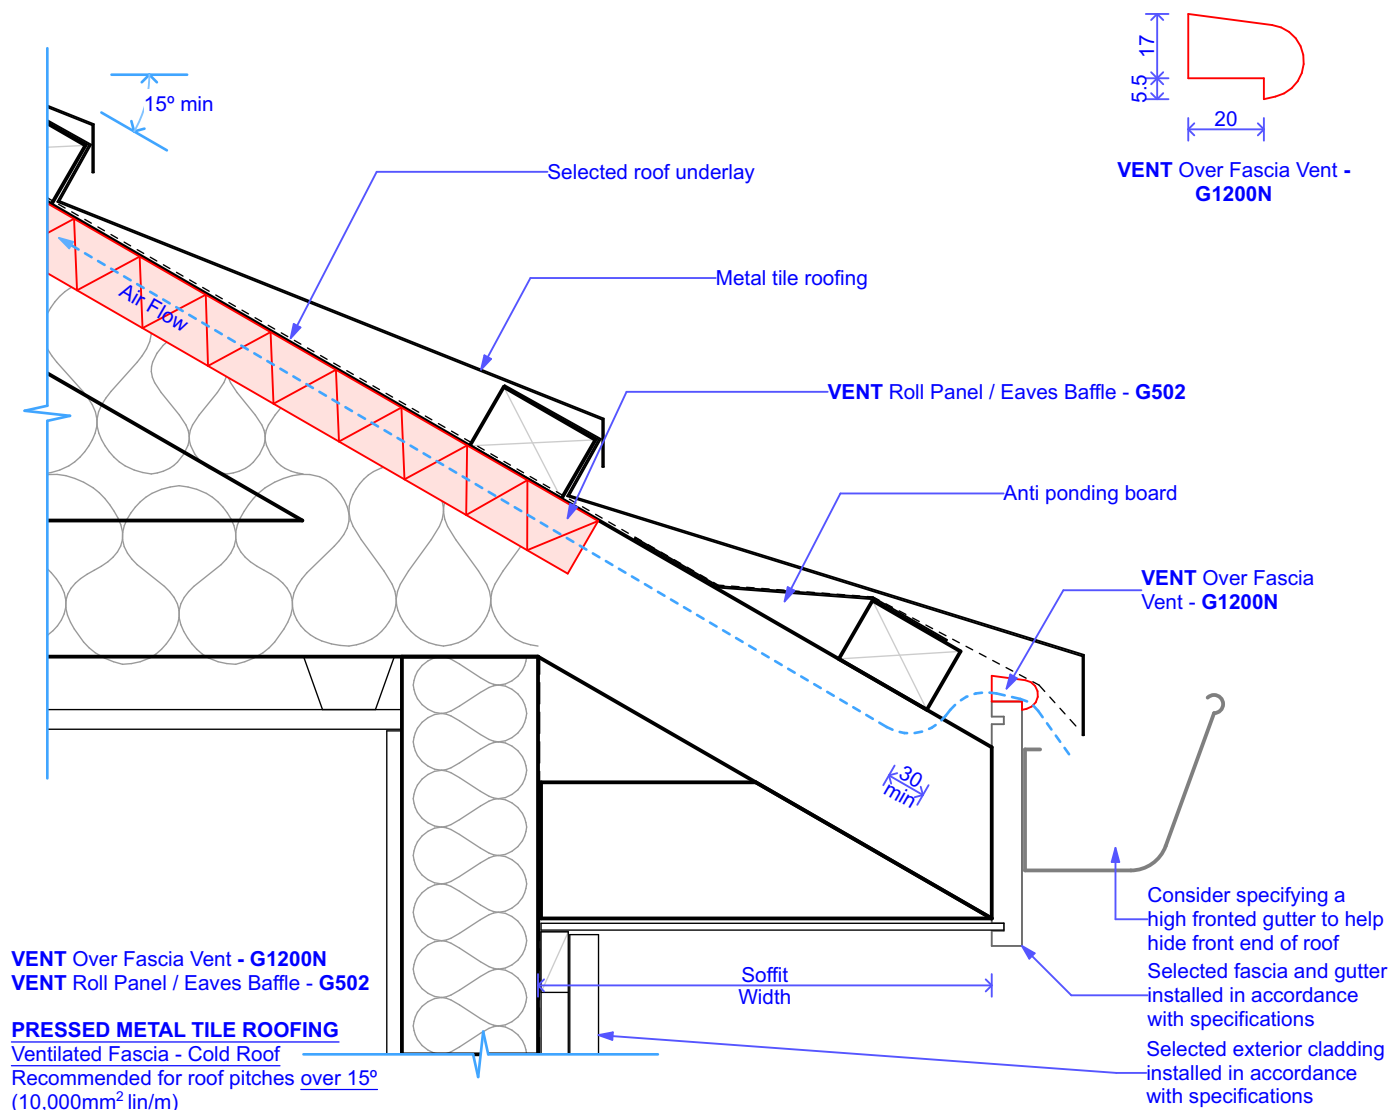 17
5.5
20
VENT Over Fascia Vent -
G1200N
15º min
Selected roof underlay
Metal tile roofing
Air Flow
VENT Roll Panel / Eaves Baffle - G502
Anti ponding board
VENT Over Fascia
Vent - G1200N
30
min
Consider specifying a
high fronted gutter to help
hide front end of roof
Selected fascia and gutter
installed in accordance
with specifications
Selected exterior cladding
installed in accordance
with specifications
Soffit
Width
VENT Over Fascia Vent - G1200N
VENT Roll Panel / Eaves Baffle - G502
PRESSED METAL TILE ROOFING
Ventilated Fascia - Cold Roof
Recommended for roof pitches over 15º
(10,000mm² lin/m)